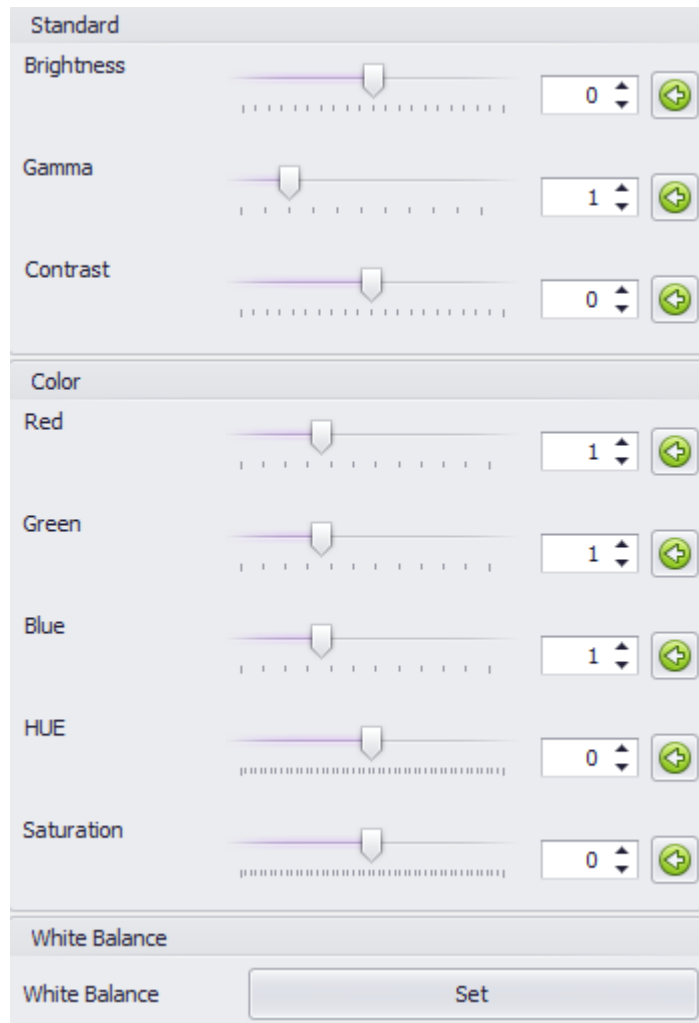 Standard
Brightness 0
Gamma 1
Contrast 0
Color
Red 1
Green 1
Blue 1
HUE 0
Saturation 0
White Balance
White Balance Set